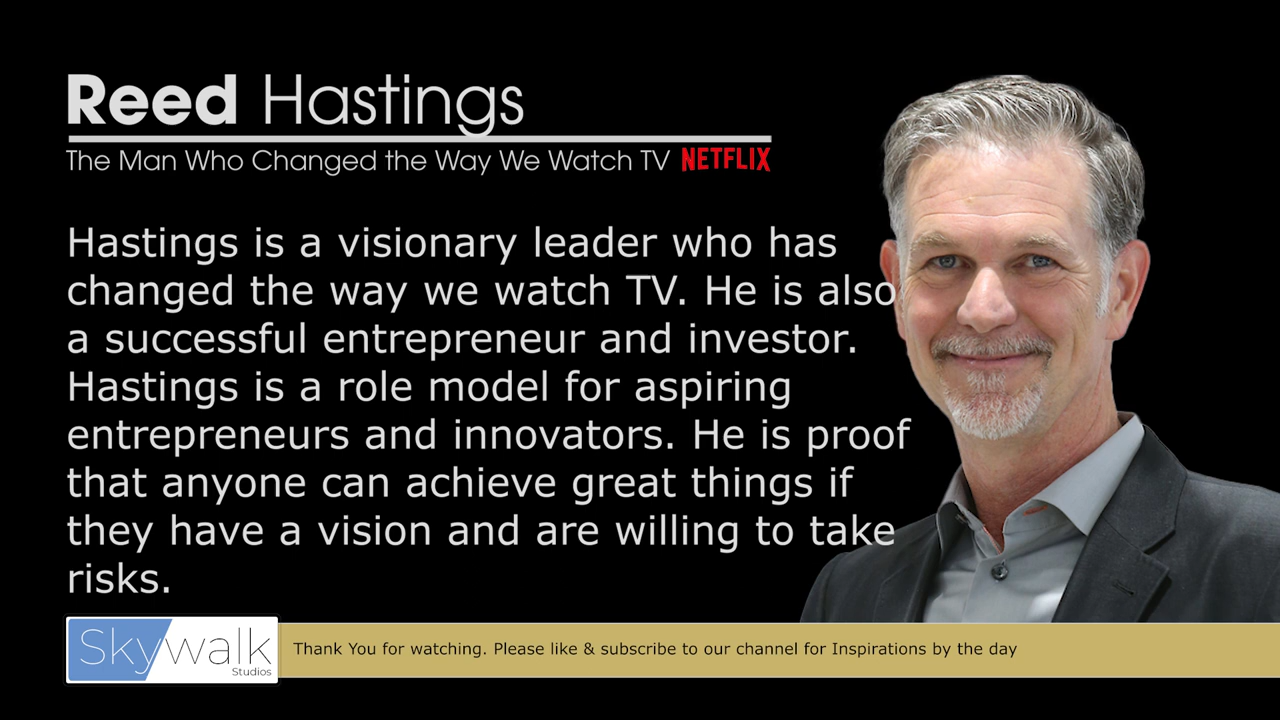 Reed Hastings
The Man Who Changed the Way We Watch TV NETFLIX
Hastings is a visionary leader who has
changed the way we watch TV. He is also
a successful entrepreneur and investor.
Hastings is a role model for aspiring
entrepreneurs and innovators. He is proof
that anyone can achieve great things if
they have a vision and are willing to take
risks.
Skywalk
Studios
Thank You for watching. Please like & subscribe to our channel for Inspirations by the day